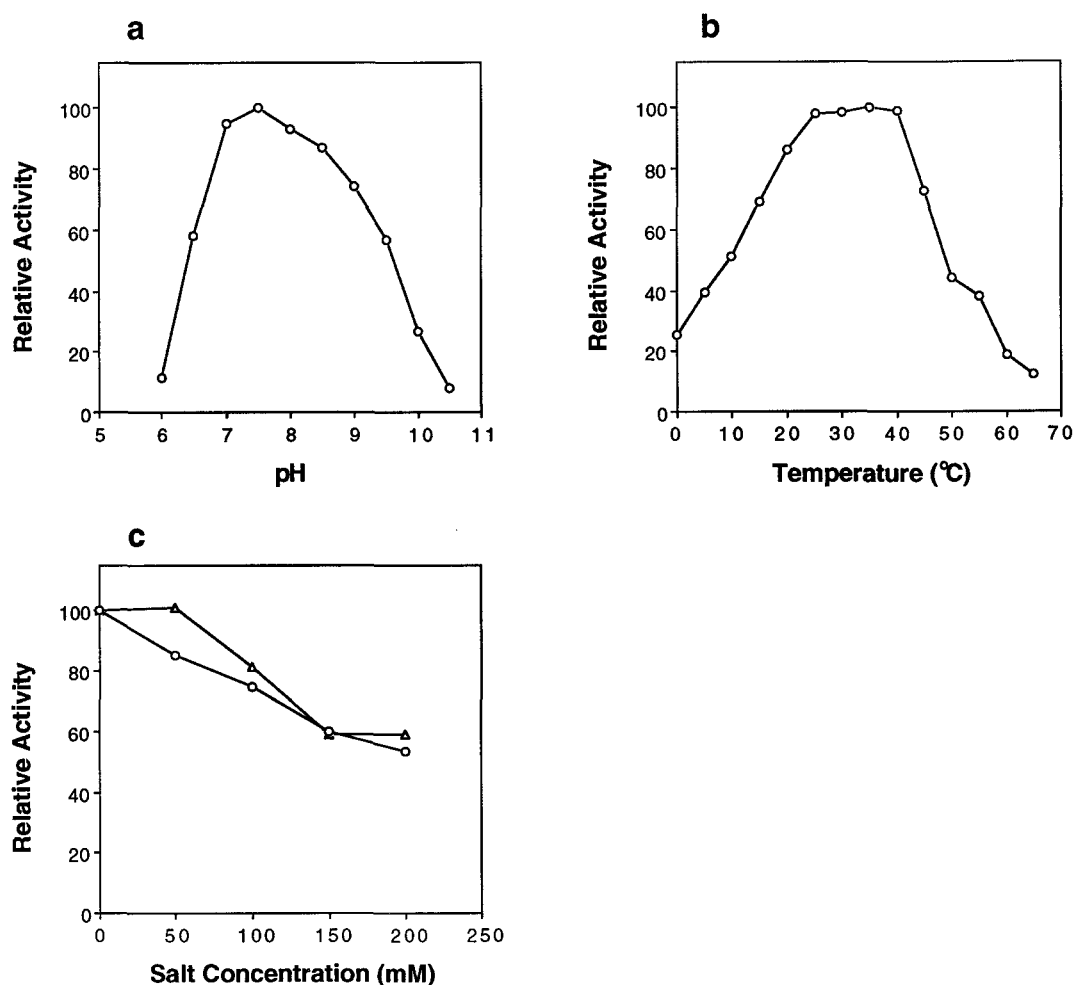 a
Relative Activity
100
80
60
40
20
0
5 6 7 8 9 10 11
pH
b
Relative Activity
100
80
60
40
20
0
0 10 20 30 40 50 60 70
Temperature (°C)
c
Relative Activity
100
80
60
40
20
0
0 50 100 150 200 250
Salt Concentration (mM)